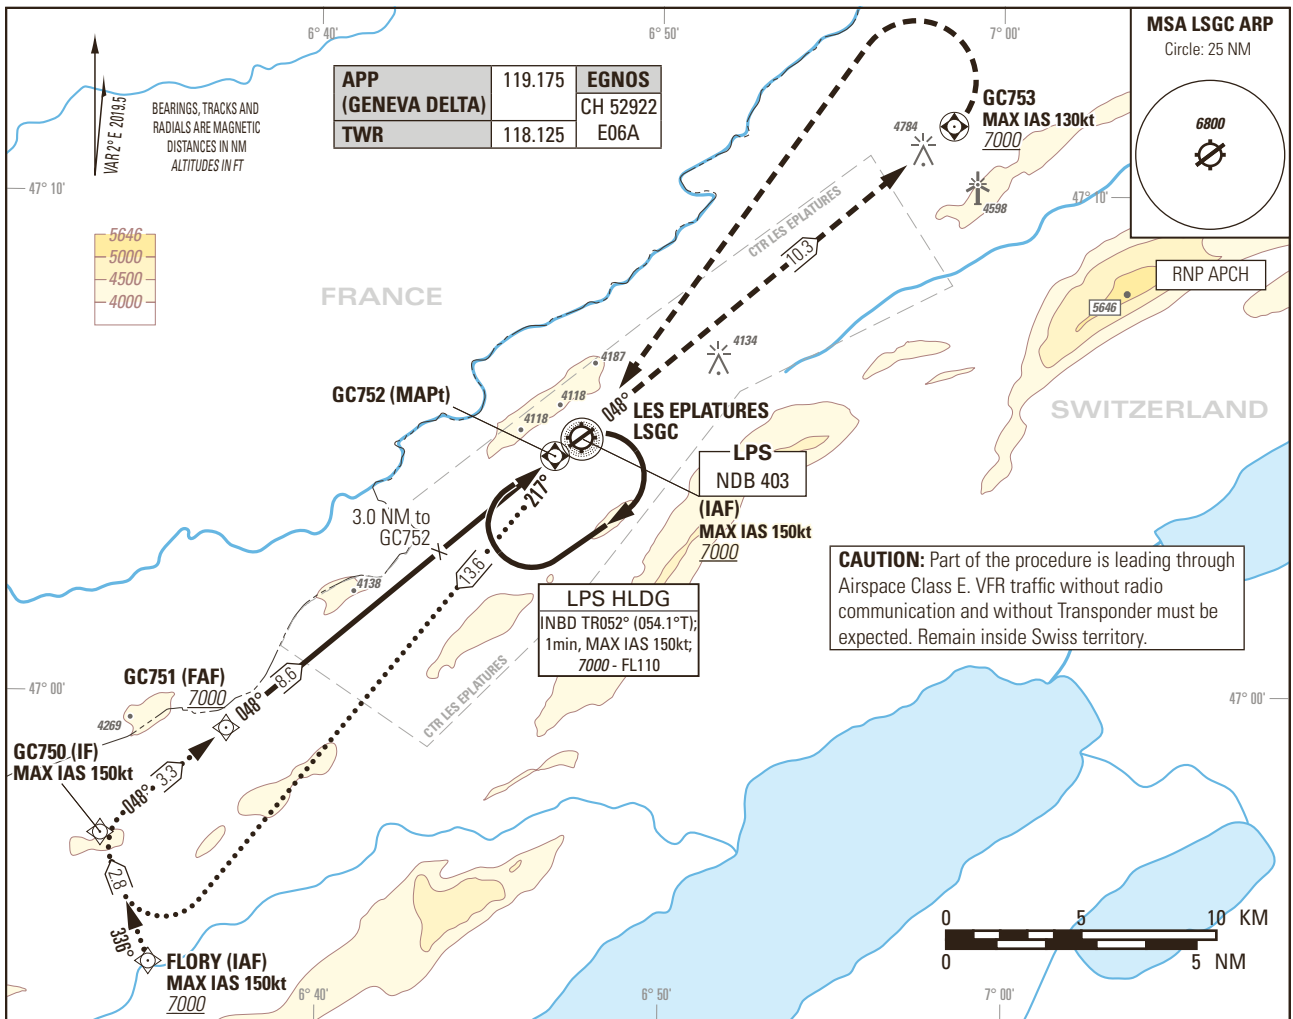 6° 40'
6° 50'
7° 00'
MSA LSGC ARP
Circle: 25 NM
6800
VAR 2° E 2019.5
BEARINGS, TRACKS AND
RADIALS ARE MAGNETIC
DISTANCES IN NM
ALTITUDES IN FT
APP
(GENEVA DELTA)
119.175
EGNOS
CH 52922
E06A
TWR
118.125
GC753
MAX IAS 130kt
7000
4784
4598
47° 10'
47° 10'
CTR LES EPLATURES
10.3
5646
5000
4500
4000
FRANCE
RNP APCH
5646
4134
4187
4118
4118
GC752 (MAPt)
048°
LES EPLATURES
LSGC
SWITZERLAND
LPS
NDB 403
(IAF)
MAX IAS 150kt
7000
217°
3.0 NM to
GC752
13.6
4138
CAUTION: Part of the procedure is leading through
Airspace Class E. VFR traffic without radio
communication and without Transponder must be
expected. Remain inside Swiss territory.
LPS HLDG
INBD TR052° (054.1°T);
1min, MAX IAS 150kt;
7000 - FL110
CTR LES EPLATURES
GC751 (FAF)
7000
8.6
048°
47° 00'
47° 00'
4269
GC750 (IF)
MAX IAS 150kt
048°
3.3
2.8
336°
FLORY (IAF)
MAX IAS 150kt
7000
0 5 10 KM
0 5 NM
6° 40'
6° 50'
7° 00'